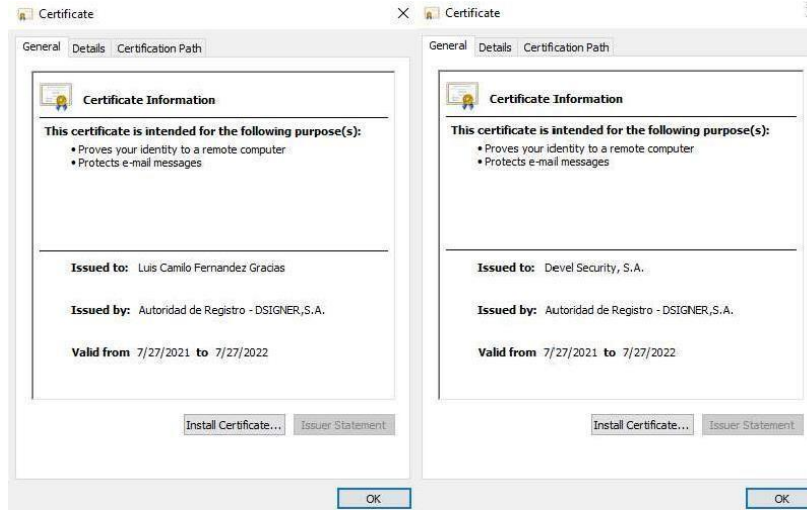 Certificate
General Details Certification Path
Certificate Information
This certificate is intended for the following purpose(s):
• Proves your identity to a remote computer
• Protects e-mail messages
Issued to: Luis Camilo Fernandez Gracias
Issued by: Autoridad de Registro - DSIGNER,S.A.
Valid from 7/27/2021 to 7/27/2022
Install Certificate... Issuer Statement
OK
Certificate
General Details Certification Path
Certificate Information
This certificate is intended for the following purpose(s):
• Proves your identity to a remote computer
• Protects e-mail messages
Issued to: Devel Security, S.A.
Issued by: Autoridad de Registro - DSIGNER,S.A.
Valid from 7/27/2021 to 7/27/2022
Install Certificate... Issuer Statement
OK